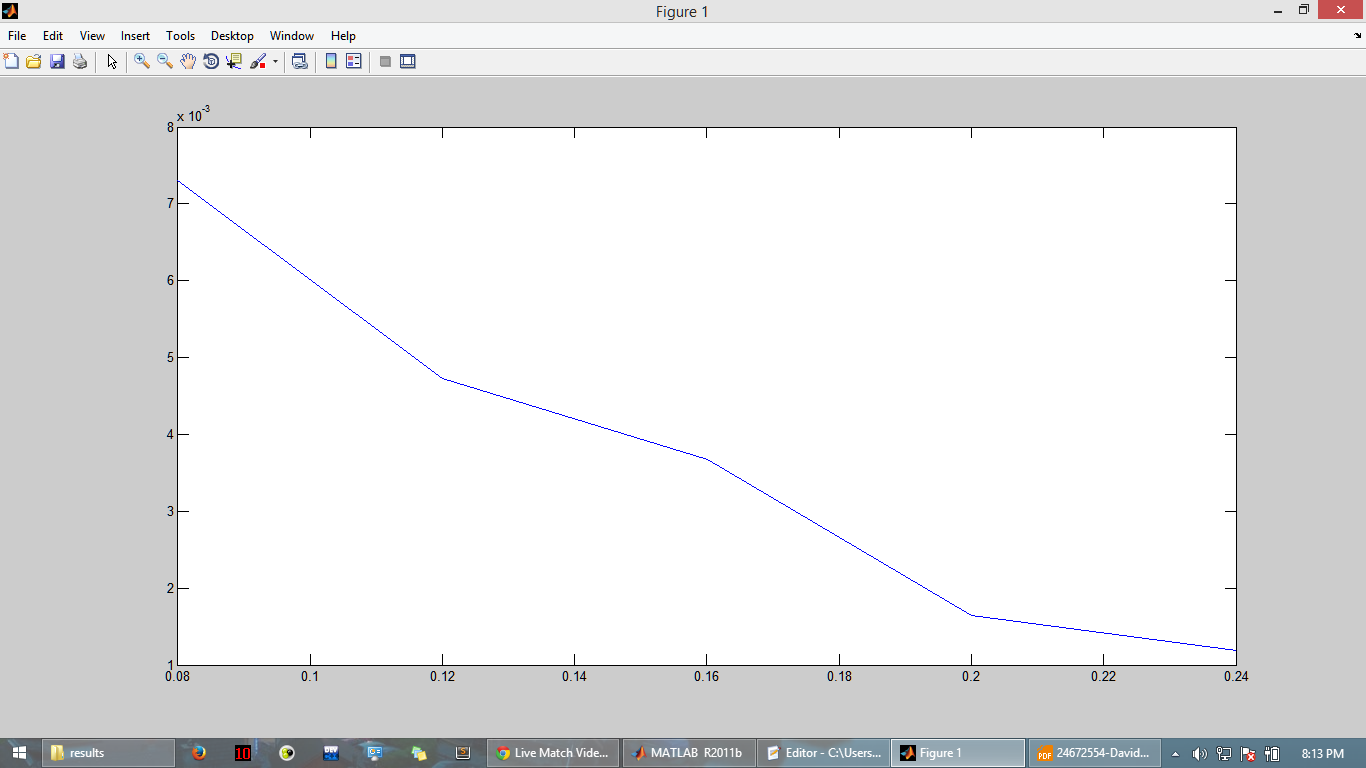 Figure 1
File Edit View Insert Tools Desktop Window Help
x 10-3
8
7
6
5
4
3
2
1
0.08 0.1 0.12 0.14 0.16 0.18 0.2 0.22 0.24
results 10 Live Match Vide... MATLAB R2011b Editor - C:\Users... Figure 1 PDF 24672554-David... 8:13 PM